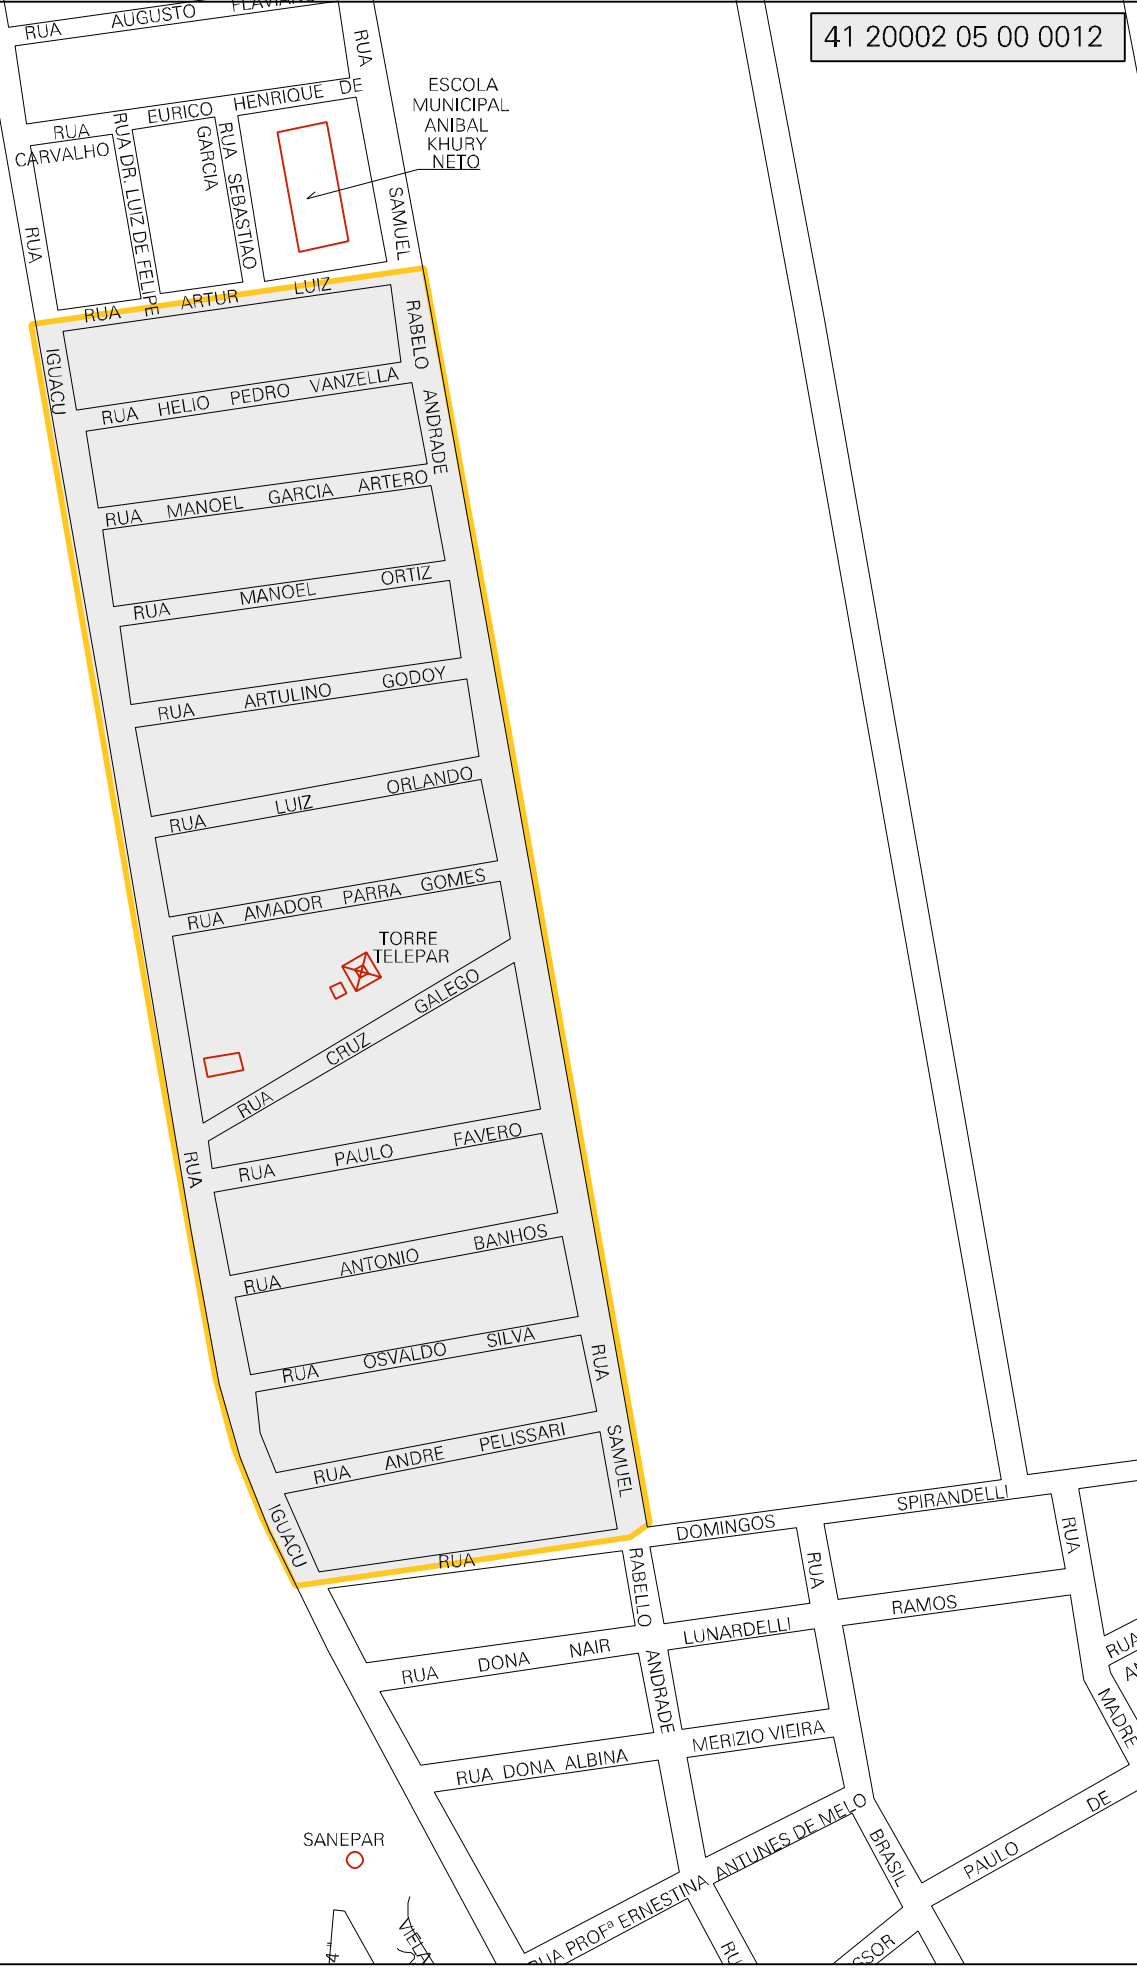 RUA AUGUSTO
41 20002 05 00 0012
RUA
ESCOLA
MUNICIPAL
ANIBAL
KHURY
NETO
RUA EURICO HENRIQUE DE
CARVALHO
RUA DR. LUIZ DE FELIPE
RUA SEBASTIAO
GARCIA
SAMUEL
RUA
RUA ARTUR LUIZ
IGUACU
RABELO
RUA HELIO PEDRO VANZELLA
ANDRADE
RUA MANOEL GARCIA ARTERO
RUA MANOEL ORTIZ
RUA ARTULINO GODOY
RUA LUIZ ORLANDO
RUA AMADOR PARRA GOMES
TORRE
TELEPAR
RUA CRUZ GALEGO
RUA PAULO FAVERO
RUA
RUA ANTONIO BANHOS
RUA OSVALDO SILVA
RUA
RUA ANDRE PELISSARI
SAMUEL
IGUACU
RUA DOMINGOS SPIRANDELLI
RABELLO
RUA
RUA
RAMOS
RUA DONA NAIR LUNARDELLI
ANDRADE
RUA
MADRE
RUA DONA ALBINA MERIZIO VIEIRA
RUA PROFª ERNESTINA ANTUNES DE MELO
BRASIL
PAULO DE
SANEPAR
VIELA